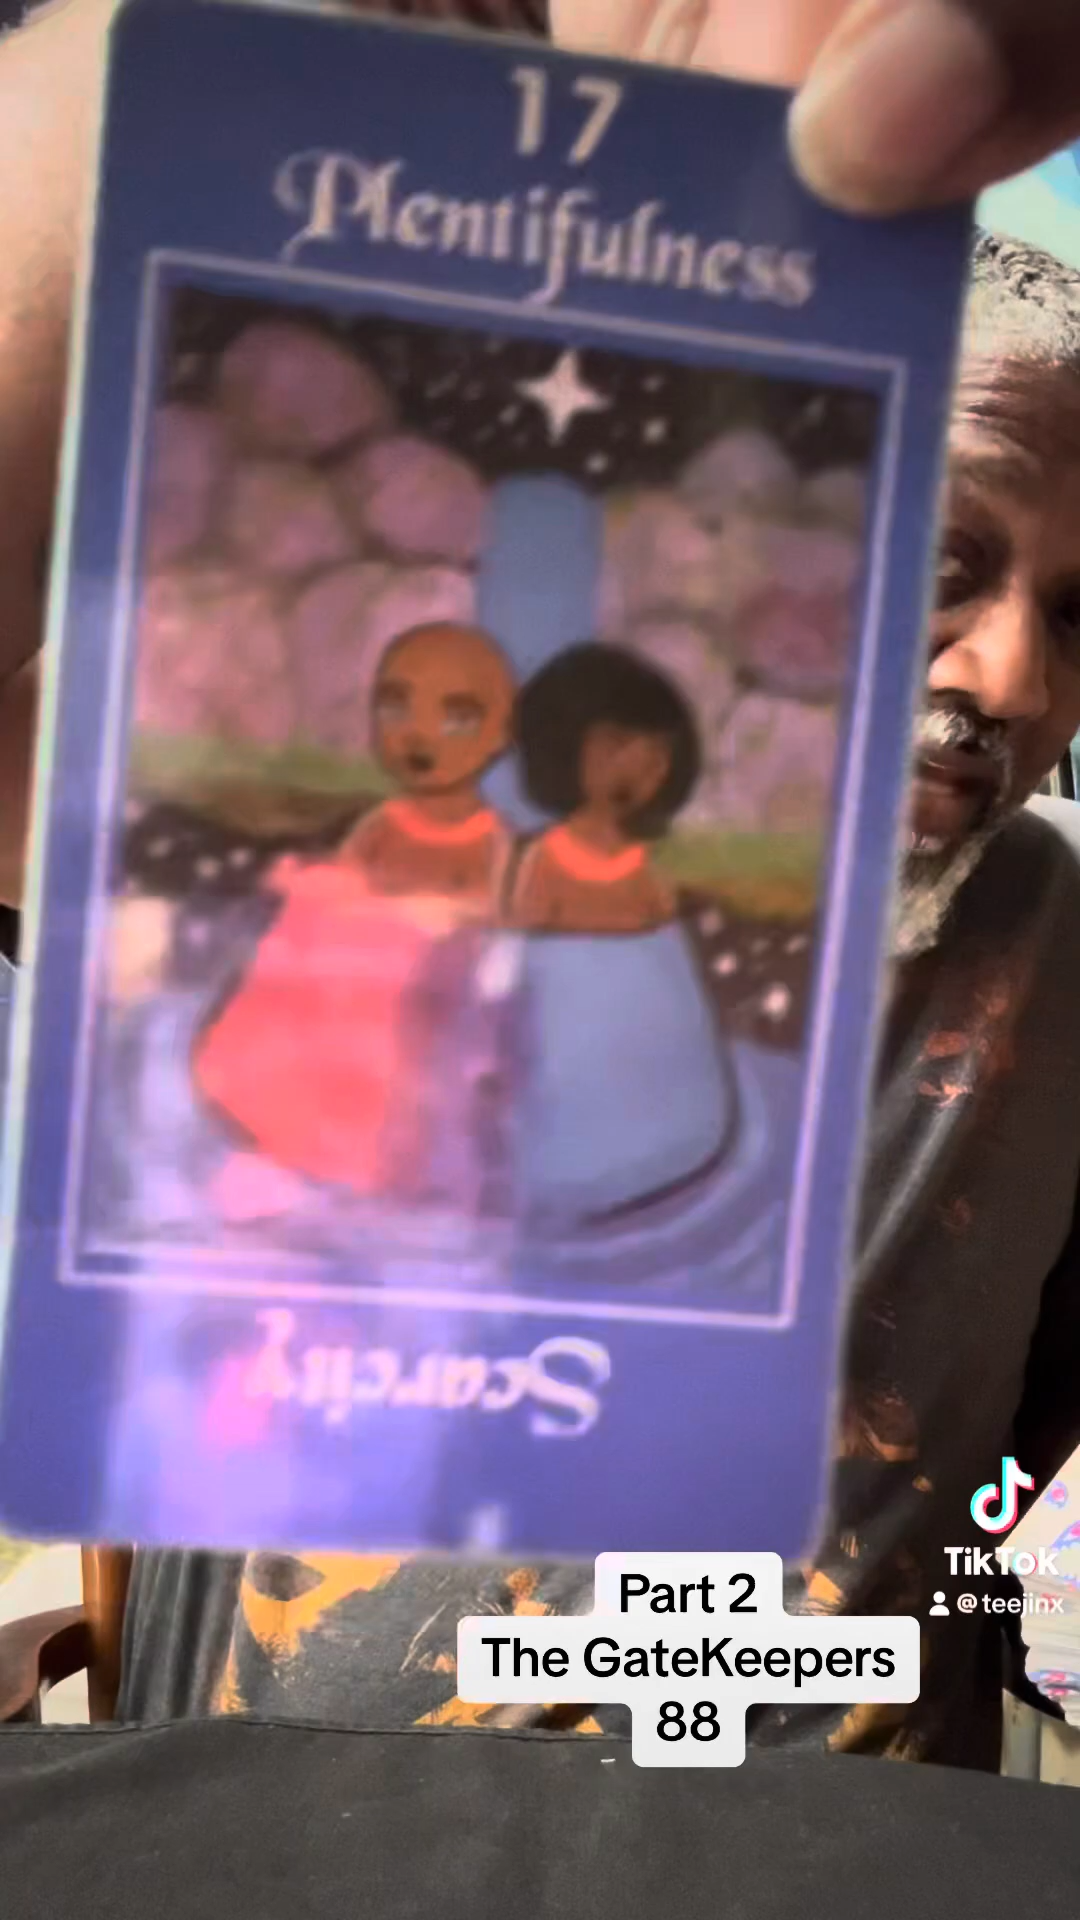 17
Plentifulness
Scarcity
TikTok
@teejinx
Part 2
The GateKeepers
88